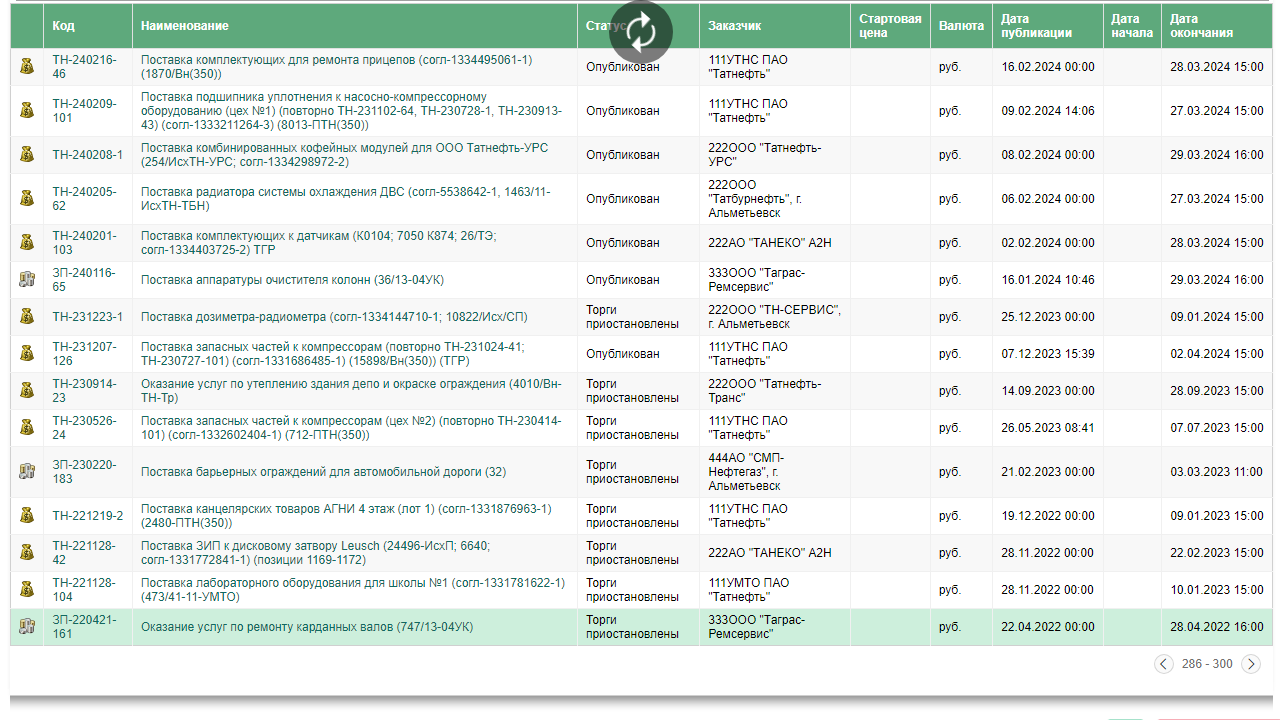 Код Наименование Статус Заказчик Стартовая цена Валюта Дата публикации Дата начала Дата окончания
ТН-240216-46 Поставка комплектующих для ремонта прицепов (согл-1334495061-1) (1870/Вн(350)) Опубликован 111УТНС ПАО "Татнефть" руб. 16.02.2024 00:00 28.03.2024 15:00
ТН-240209-101 Поставка подшипника уплотнения к насосно-компрессорному оборудованию (цех №1) (повторно ТН-231102-64, ТН-230728-1, ТН-230913-43) (согл-1333211264-3) (8013-ПТН(350)) Опубликован 111УТНС ПАО "Татнефть" руб. 09.02.2024 14:06 27.03.2024 15:00
ТН-240208-1 Поставка комбинированных кофейных модулей для ООО Татнефть-УРС (254/ИсхТН-УРС; согл-1334298972-2) Опубликован 222ООО "Татнефть-УРС" руб. 08.02.2024 00:00 29.03.2024 16:00
ТН-240205-62 Поставка радиатора системы охлаждения ДВС (согл-5538642-1, 1463/11-ИсхТН-ТБН) Опубликован 222ООО "Татбурнефть", г. Альметьевск руб. 06.02.2024 00:00 27.03.2024 15:00
ТН-240201-103 Поставка комплектующих к датчикам (К0104; 7050 К874; 26/ТЭ; согл-1334403725-2) ТГР Опубликован 222АО "ТАНЕКО" А2Н руб. 02.02.2024 00:00 28.03.2024 15:00
ЗП-240116-65 Поставка аппаратуры очистителя колонн (36/13-04УК) Опубликован 333ООО "Таграс-Ремсервис" руб. 16.01.2024 10:46 29.03.2024 16:00
ТН-231223-1 Поставка дозиметра-радиометра (согл-1334144710-1; 10822/Исх/СП) Торги приостановлены 222ООО "ТН-СЕРВИС", г. Альметьевск руб. 25.12.2023 00:00 09.01.2024 15:00
ТН-231207-126 Поставка запасных частей к компрессорам (повторно ТН-231024-41; ТН-230727-101) (согл-1331686485-1) (15898/Вн(350)) (ТГР) Опубликован 111УТНС ПАО "Татнефть" руб. 07.12.2023 15:39 02.04.2024 15:00
ТН-230914-23 Оказание услуг по утеплению здания депо и окраске ограждения (4010/Вн-ТН-Тр) Торги приостановлены 222ООО "Татнефть-Транс" руб. 14.09.2023 00:00 28.09.2023 15:00
ТН-230526-24 Поставка запасных частей к компрессорам (цех №2) (повторно ТН-230414-101) (согл-1332602404-1) (712-ПТН(350)) Торги приостановлены 111УТНС ПАО "Татнефть" руб. 26.05.2023 08:41 07.07.2023 15:00
ЗП-230220-183 Поставка барьерных ограждений для автомобильной дороги (32) Торги приостановлены 444АО "СМП-Нефтегаз", г. Альметьевск руб. 21.02.2023 00:00 03.03.2023 11:00
ТН-221219-2 Поставка канцелярских товаров АГНИ 4 этаж (лот 1) (согл-1331876963-1) (2480-ПТН(350)) Торги приостановлены 111УТНС ПАО "Татнефть" руб. 19.12.2022 00:00 09.01.2023 15:00
ТН-221128-42 Поставка ЗИП к дисковому затвору Leusch (24496-ИсхП; 6640; согл-1331772841-1) (позиции 1169-1172) Торги приостановлены 222АО "ТАНЕКО" А2Н руб. 28.11.2022 00:00 22.02.2023 15:00
ТН-221128-104 Поставка лабораторного оборудования для школы №1 (согл-1331781622-1) (473/41-11-УМТО) Торги приостановлены 111УМТО ПАО "Татнефть" руб. 28.11.2022 00:00 10.01.2023 15:00
ЗП-220421-161 Оказание услуг по ремонту карданных валов (747/13-04УК) Торги приостановлены 333ООО "Таграс-Ремсервис" руб. 22.04.2022 00:00 28.04.2022 16:00
286 - 300